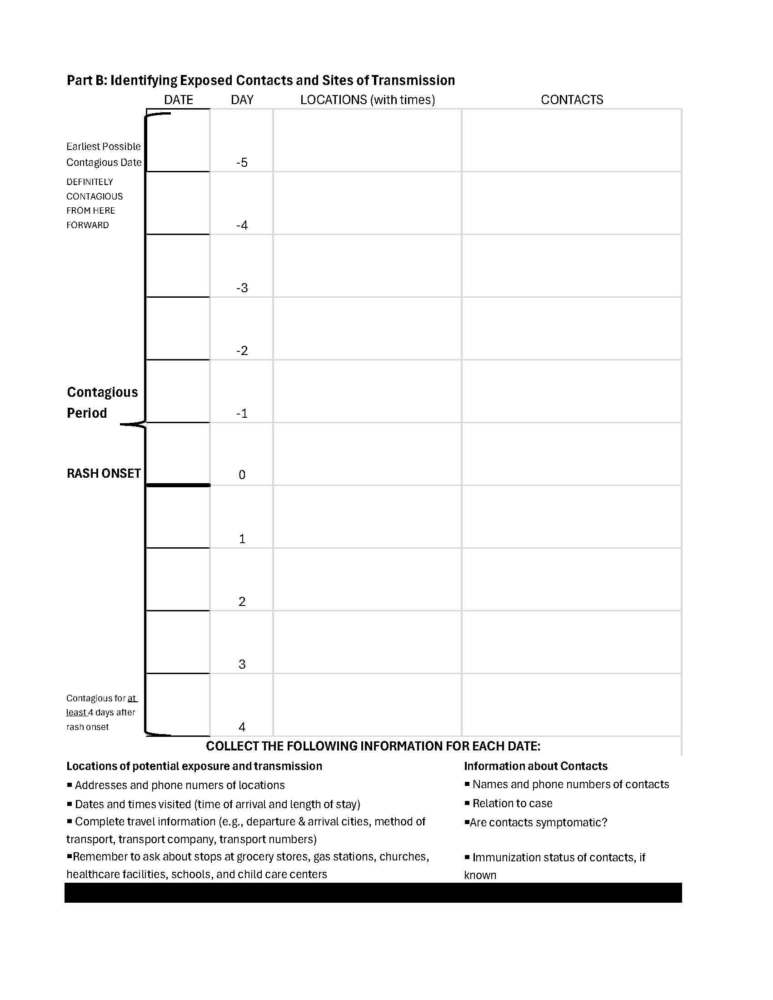 Part B: Identifying Exposed Contacts and Sites of Transmission
DATE DAY LOCATIONS (with times) CONTACTS
Earliest Possible
Contagious Date -5
DEFINITELY
CONTAGIOUS
FROM HERE
FORWARD -4
-3
-2
Contagious
Period -1
RASH ONSET 0
1
2
3
Contagious for at
least 4 days after
rash onset 4
COLLECT THE FOLLOWING INFORMATION FOR EACH DATE:
Locations of potential exposure and transmission
▪ Addresses and phone numers of locations
▪ Dates and times visited (time of arrival and length of stay)
▪ Complete travel information (e.g., departure & arrival cities, method of
transport, transport company, transport numbers)
▪Remember to ask about stops at grocery stores, gas stations, churches,
healthcare facilities, schools, and child care centers
Information about Contacts
▪ Names and phone numbers of contacts
▪ Relation to case
▪Are contacts symptomatic?
▪ Immunization status of contacts, if
known